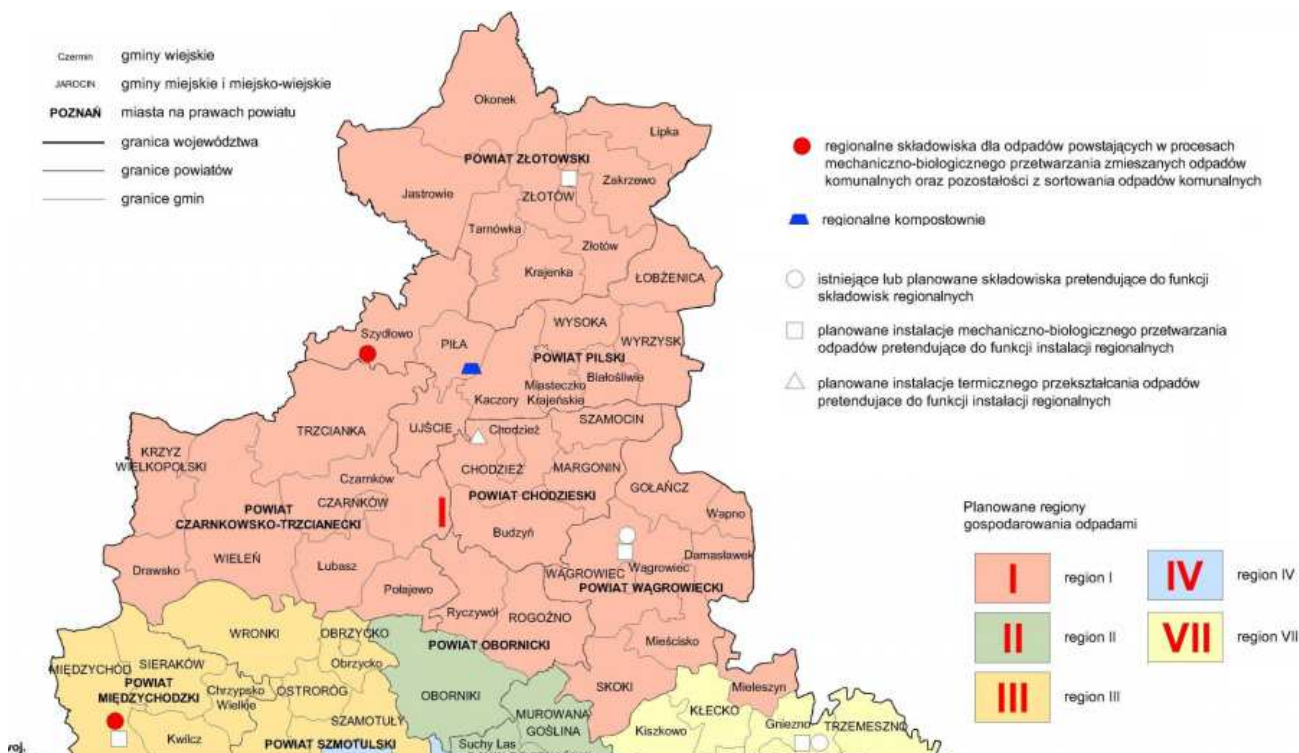 Czermin gminy wiejskie
JAROCIN gminy miejskie i miejsko-wiejskie
POZNAŃ miasta na prawach powiatu
granica województwa
granice powiatów
granice gmin
regionalne składowiska dla odpadów powstających w procesach
mechaniczno-biologicznego przetwarzania zmieszanych odpadów
komunalnych oraz pozostałości z sortowania odpadów komunalnych
regionalne kompostownie
istniejące lub planowane składowiska pretendujące do funkcji
składowisk regionalnych
planowane instalacje mechaniczno-biologicznego przetwarzania
odpadów pretendujące do funkcji instalacji regionalnych
planowane instalacje termicznego przekształcania odpadów
pretendujace do funkcji instalacji regionalnych
Okonek
Lipka
POWIAT ZŁOTOWSKI
Zakrzewo
Jastrowie
ZŁOTÓW
Tarnówka
Złotów
Krajenka
ŁOBŻENICA
WYSOKA
Szydłowo
PIŁA
WYRZYSK
POWIAT PILSKI
Miasteczko
Krajeńskie
Białośliwie
Kaczory
SZAMOCIN
TRZCIANKA
UJŚCIE
Chodzież
KRZYŻ
WIELKOPOLSKI
CHODZIEŻ
MARGONIN
Czarnków
GOŁAŃCZ
POWIAT CHODZIESKI
CZARNKÓW
POWIAT
CZARNKOWSKO-TRZCIANECKI
I
Wapno
Budzyń
Damasławek
WIELEŃ
Drawsko
Lubasz
WĄGROWIEC
Wągrowiec
POWIAT WĄGROWIECKI
Połajewo
Ryczywół
ROGOŹNO
WRONKI
OBRZYCKO
POWIAT OBORNICKI
Mieścisko
MIĘDZYCHÓD
SIERAKÓW
Obrzycko
POWIAT
MIĘDZYCHODZKI
Chrzypsko
Wielkie
OSTRORÓG
OBORNIKI
SKOKI
Mieleszyn
KŁECKO
SZAMOTUŁY
MUROWANA
GOŚLINA
Kiszkowo
Gniezno
TRZEMESZNO
Kwilcz
POWIAT SZMOTULSKI
Suchy Las
woj.
Planowane regiony
gospodarowania odpadami
I region I
IV region IV
II region II
VII region VII
III region III